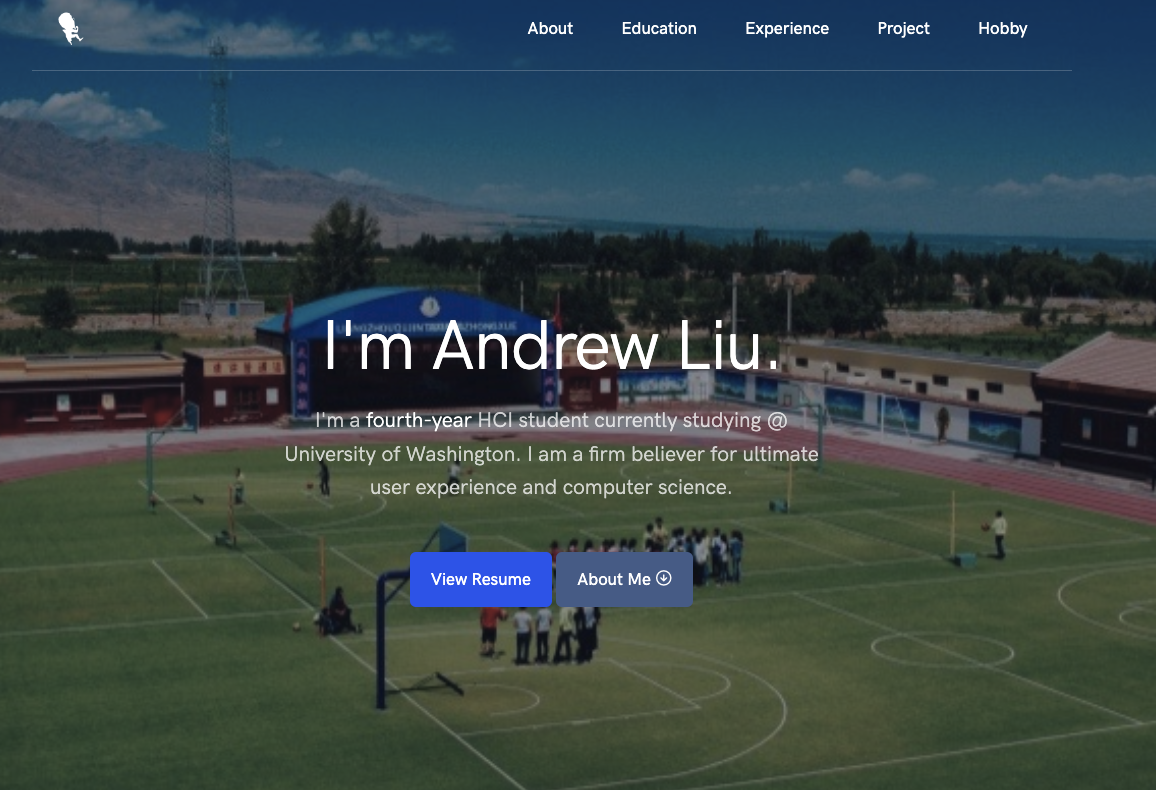 About
Education
Experience
Project
Hobby
I'm Andrew Liu.
I'm a fourth-year HCI student currently studying @
University of Washington. I am a firm believer for ultimate
user experience and computer science.
View Resume
About Me